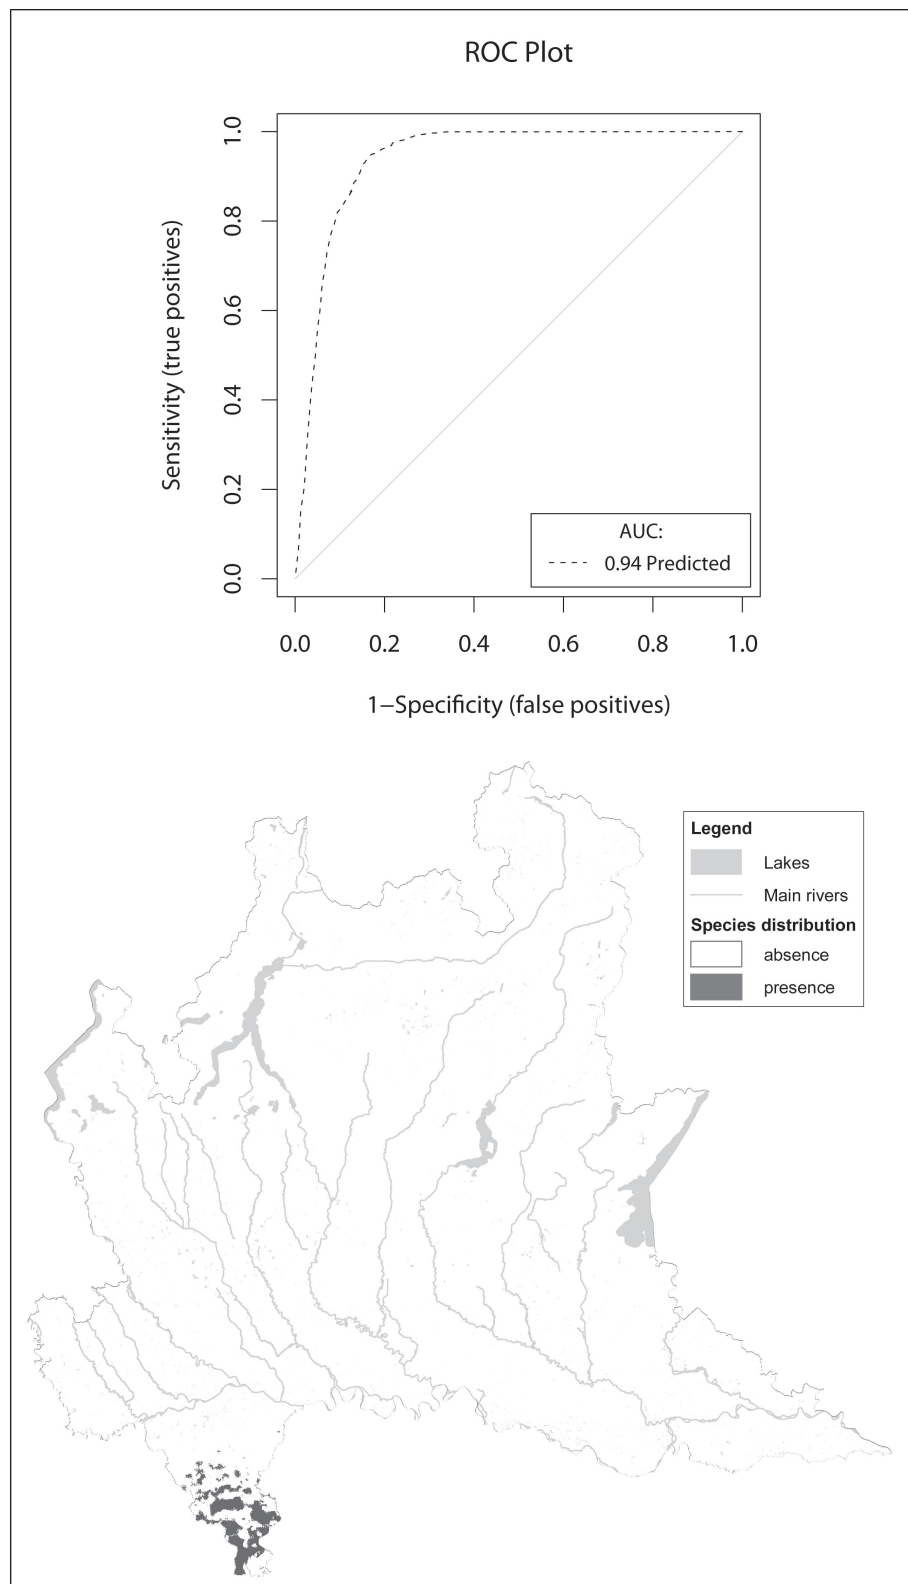 ROC Plot
Sensitivity (true positives)
1.0
0.8
0.6
0.4
0.2
0.0
AUC:
0.94 Predicted
0.0 0.2 0.4 0.6 0.8 1.0
1−Specificity (false positives)
Legend
Lakes
Main rivers
Species distribution
absence
presence